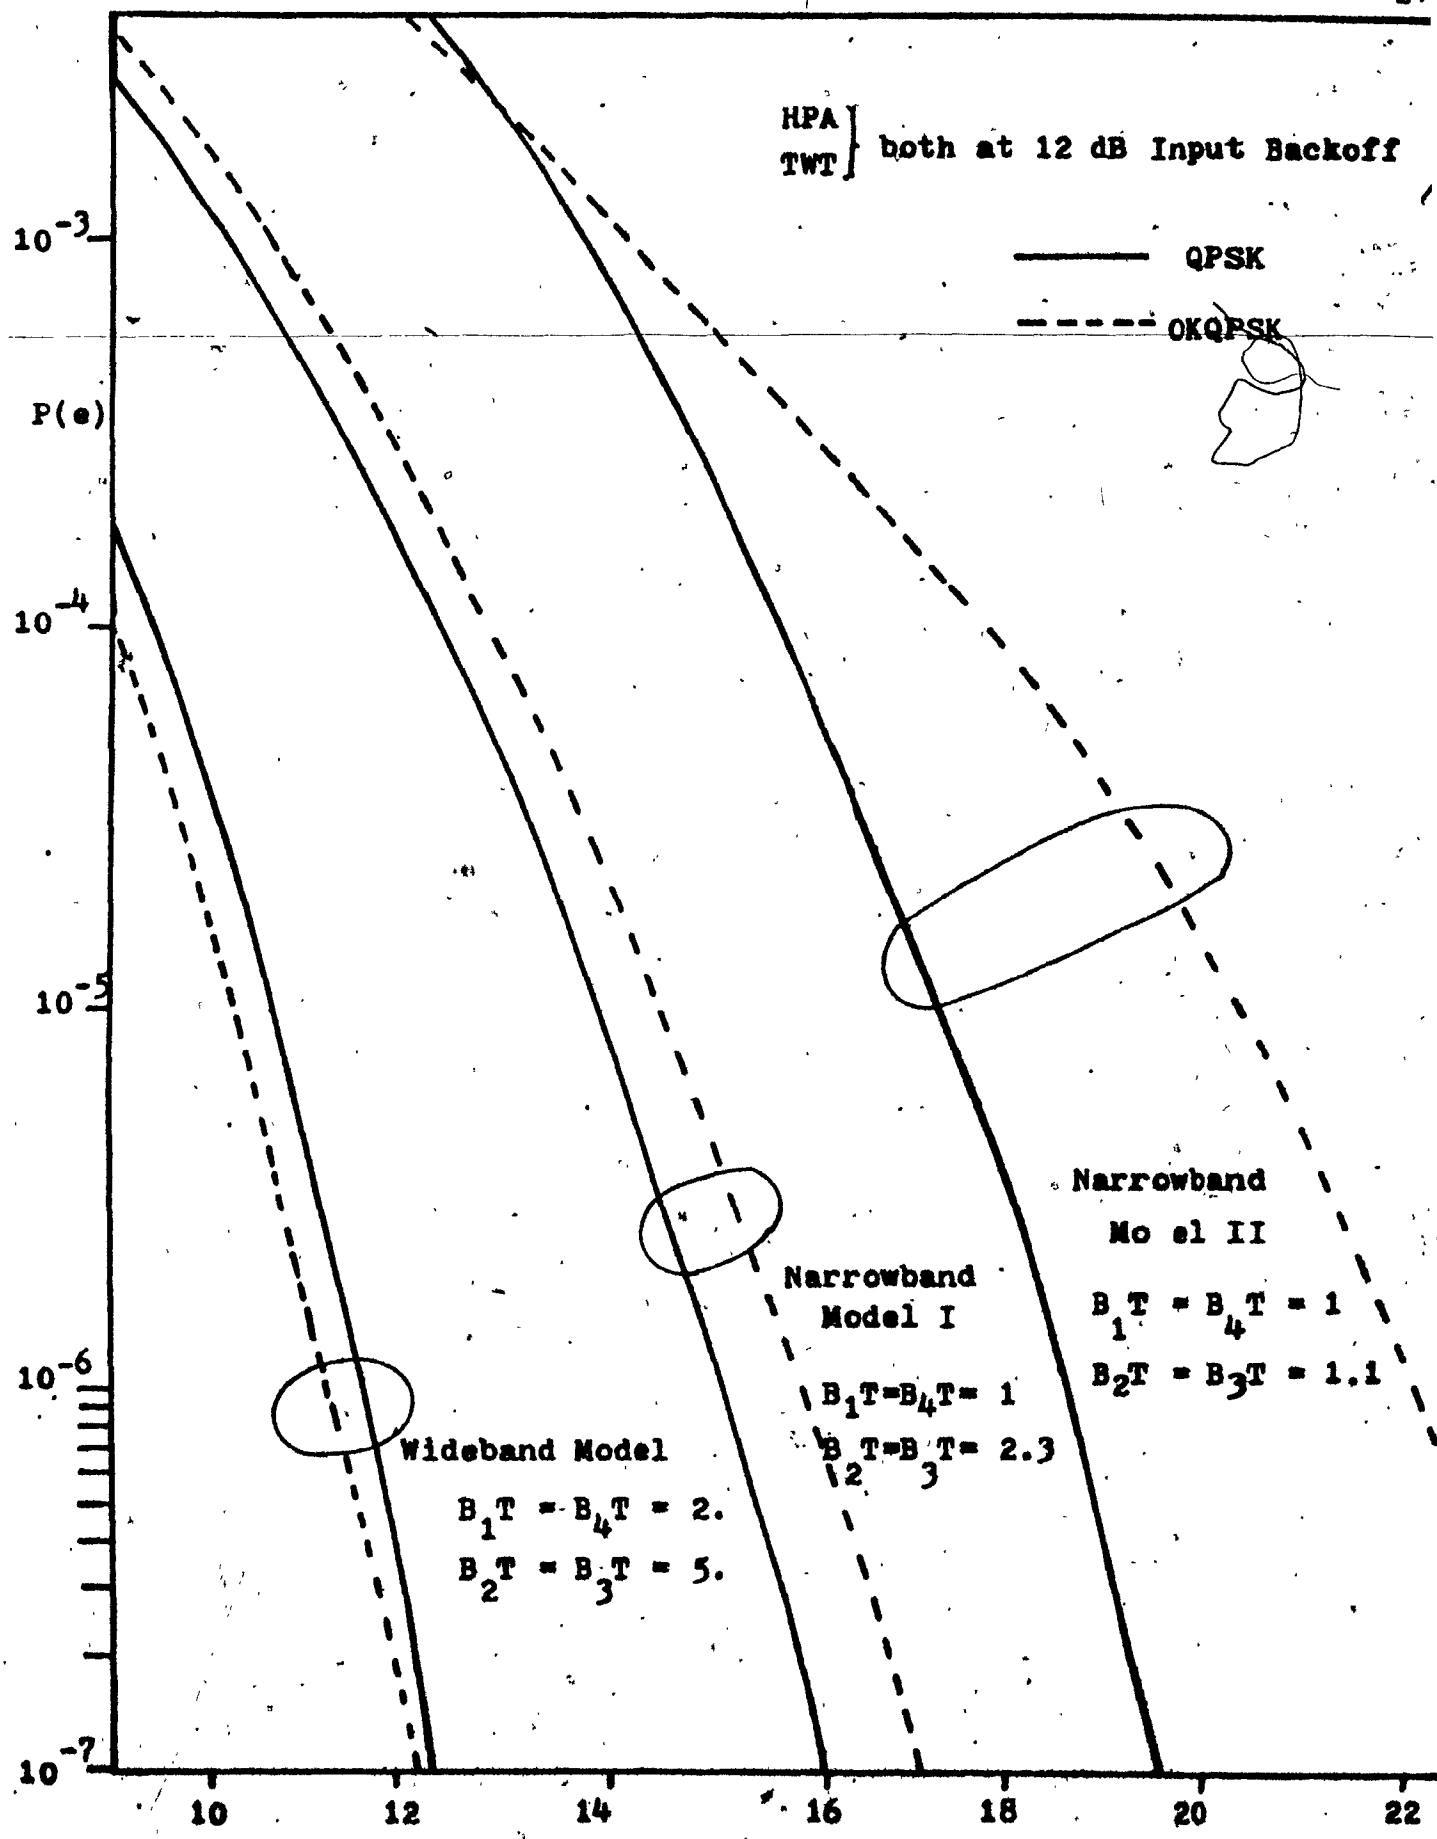 HPA
TWT
both at 12 dB Input Backoff
10⁻³
QPSK
OKQPSK
P(e)
10⁻⁴
10⁻⁵
Narrowband
Mo el II
Narrowband
Model I
B₁T = B₄T = 1
B₂T = B₃T = 1.1
10⁻⁶
B₁T=B₄T= 1
B₂T=B₃T= 2.3
Wideband Model
B₁T = B₄T = 2.
B₂T = B₃T = 5.
10⁻⁷
10 12 14 16 18 20 22